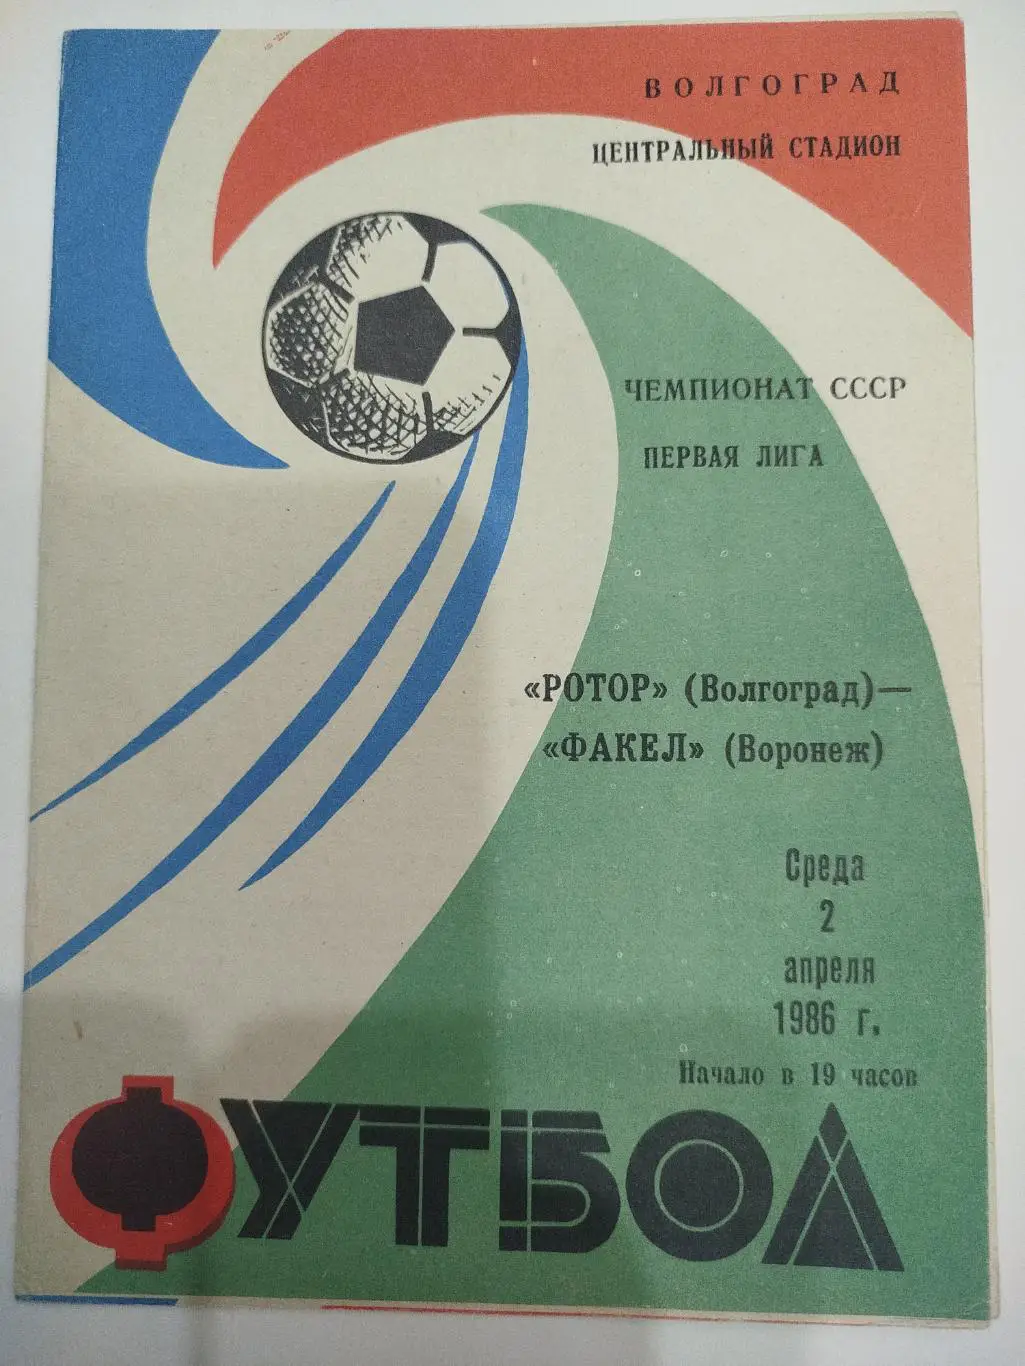 ВОЛГОГРАД
ЦЕНТРАЛЬНЫЙ СТАДИОН
ЧЕМПИОНАТ СССР
ПЕРВАЯ ЛИГА
«РОТОР» (Волгоград)—
«ФАКЕЛ» (Воронеж)
Среда
2
апреля
1986 г.
Начало в 19 часов
ФУТБОЛ